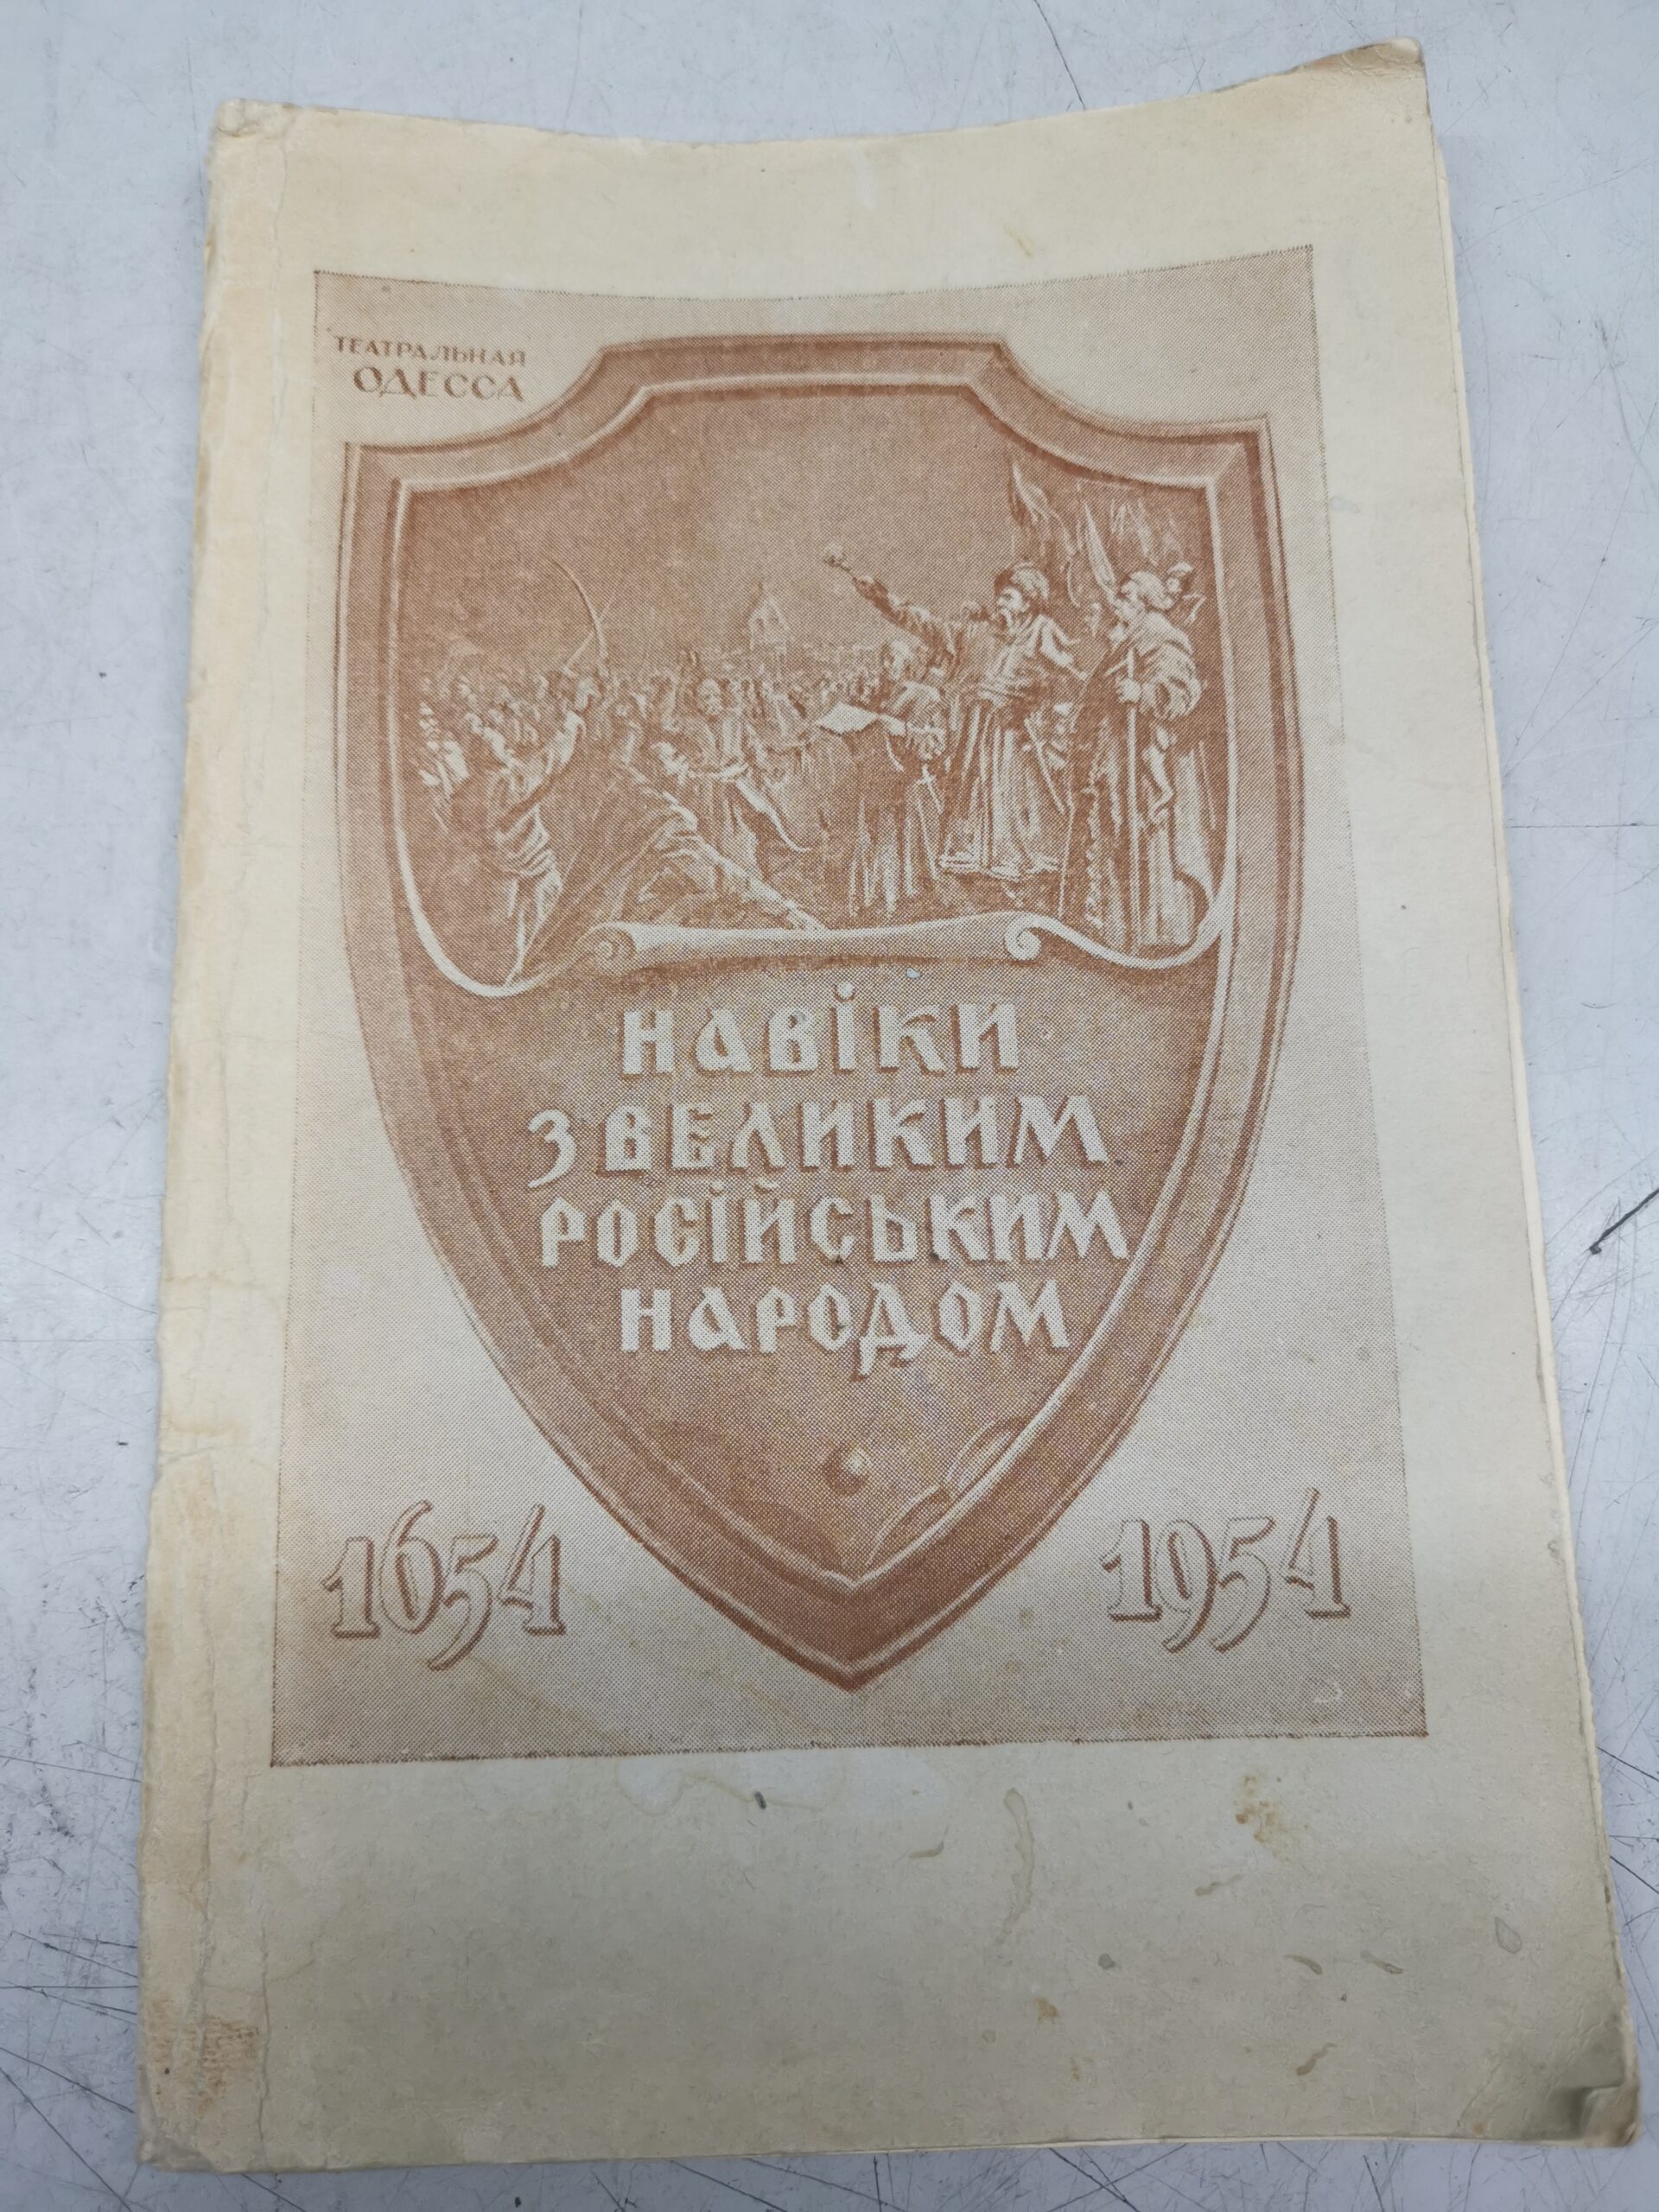 ТЕАТРАЛЬНАЯ
ОДЕССА
НАВІКИ
З ВЕЛИКИМ
РОСІЙСЬКИМ
НАРОДОМ
1654
1954